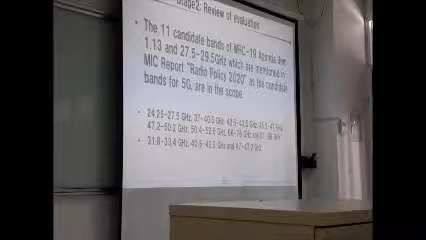 Stage2: Review of evaluation
• The 11 candidate bands of WRC-19 Agenda Item
1.13 and 27.5-29.5GHz which are mentioned in
MIC Report "Radio Policy 2020" as the candidate
bands for 5G, are in the scope.
• 24.25-27.5 GHz, 37-40.5 GHz, 42.5-43.5 GHz, 45.5-47 GHz,
47.2-50.2 GHz, 50.4-52.6 GHz, 66-76 GHz and 81-86 GHz
• 31.8-33.4 GHz, 40.5-42.5 GHz and 47-47.2 GHz